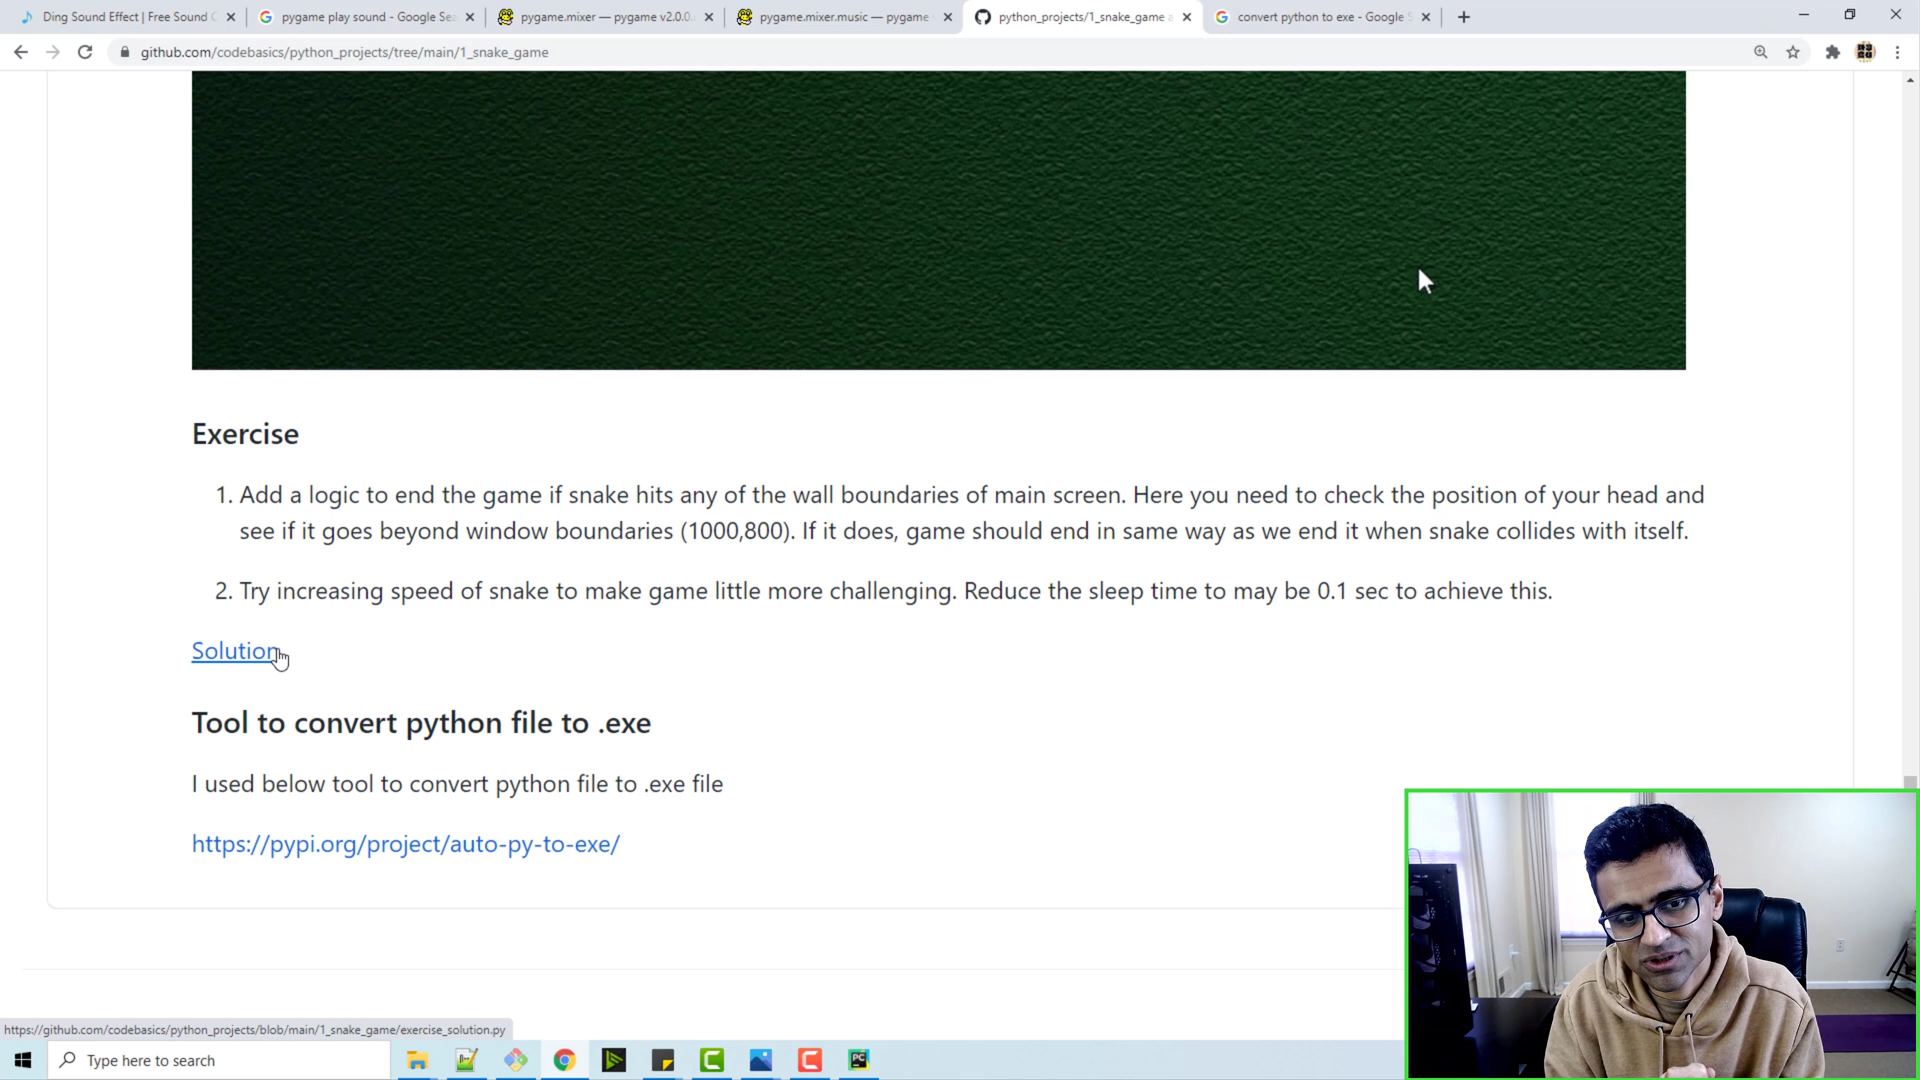 Ding Sound Effect | Free Sound C
pygame play sound - Google Sea
pygame.mixer — pygame v2.0.0.
pygame.mixer.music — pygame
python_projects/1_snake_game a
convert python to exe - Google S
github.com/codebasics/python_projects/tree/main/1_snake_game
Exercise
1. Add a logic to end the game if snake hits any of the wall boundaries of main screen. Here you need to check the position of your head and
see if it goes beyond window boundaries (1000,800). If it does, game should end in same way as we end it when snake collides with itself.
2. Try increasing speed of snake to make game little more challenging. Reduce the sleep time to may be 0.1 sec to achieve this.
Solution
Tool to convert python file to .exe
I used below tool to convert python file to .exe file
https://pypi.org/project/auto-py-to-exe/
https://github.com/codebasics/python_projects/blob/main/1_snake_game/exercise_solution.py
Type here to search